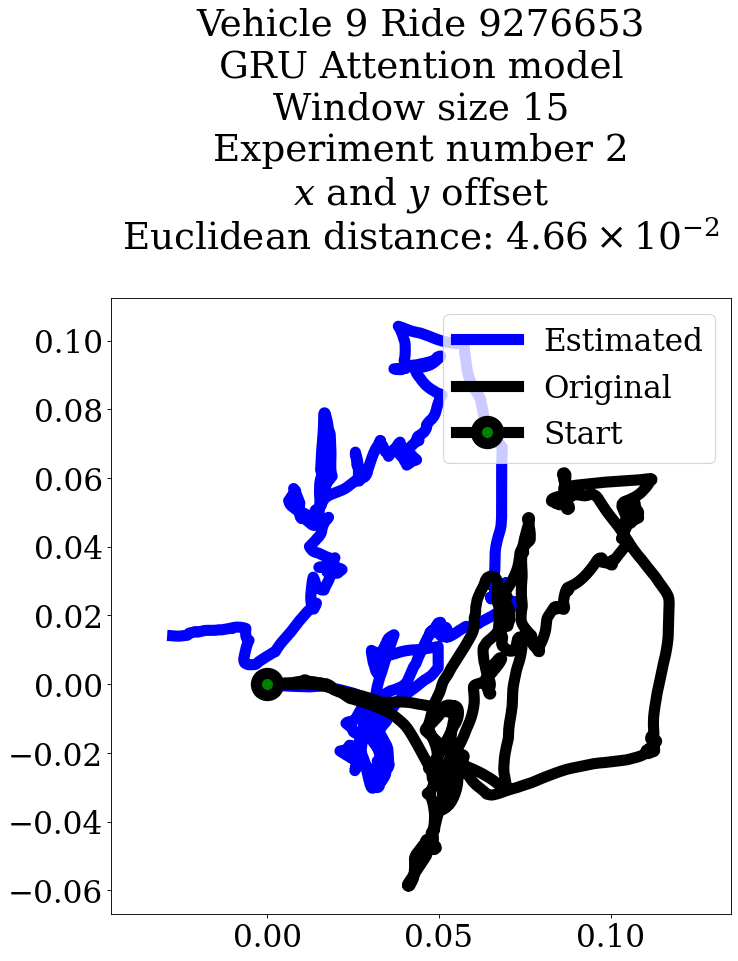 Vehicle 9 Ride 9276653
GRU Attention model
Window size 15
Experiment number 2
x and y offset
Euclidean distance: 4.66 × 10⁻²
Estimated
Original
Start
0.10
0.08
0.06
0.04
0.02
0.00
−0.02
−0.04
−0.06
0.00 0.05 0.10